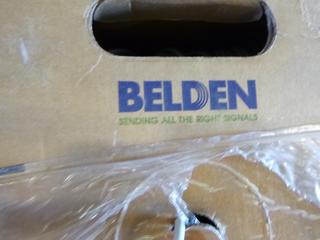 BELDEN
SENDING ALL THE RIGHT SIGNALS